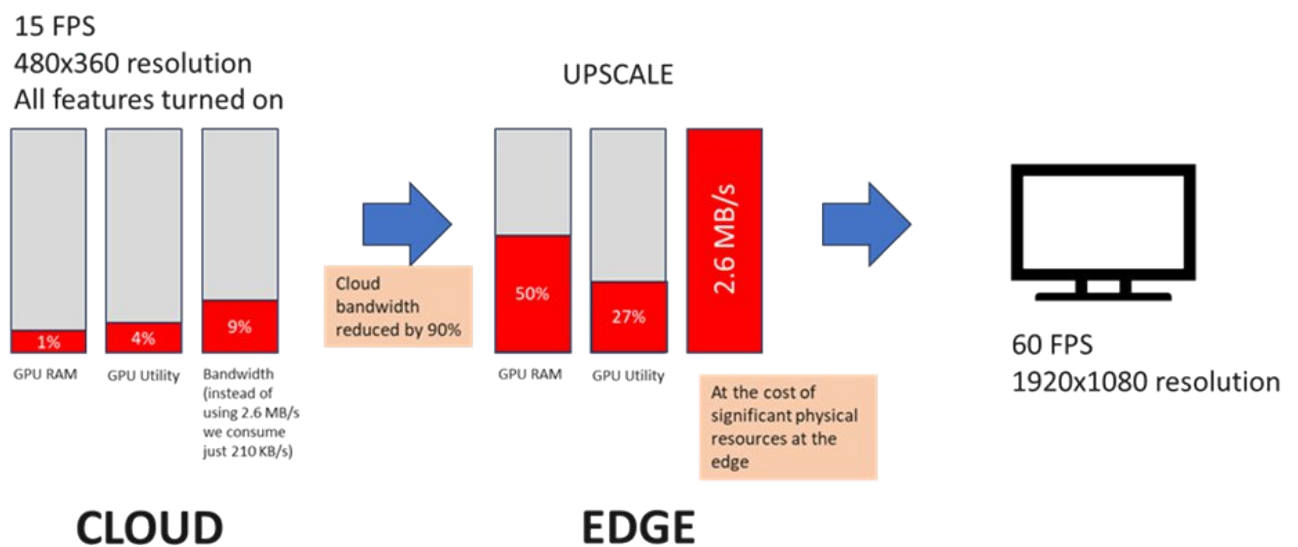 15 FPS
480x360 resolution
All features turned on
1%
4%
9%
GPU RAM
GPU Utility
Bandwidth
(instead of
using 2.6 MB/s
we consume
just 210 KB/s)
CLOUD
Cloud
bandwidth
reduced by 90%
UPSCALE
50%
27%
2.6 MB/s
GPU RAM
GPU Utility
At the cost of
significant physical
resources at the
edge
EDGE
60 FPS
1920x1080 resolution